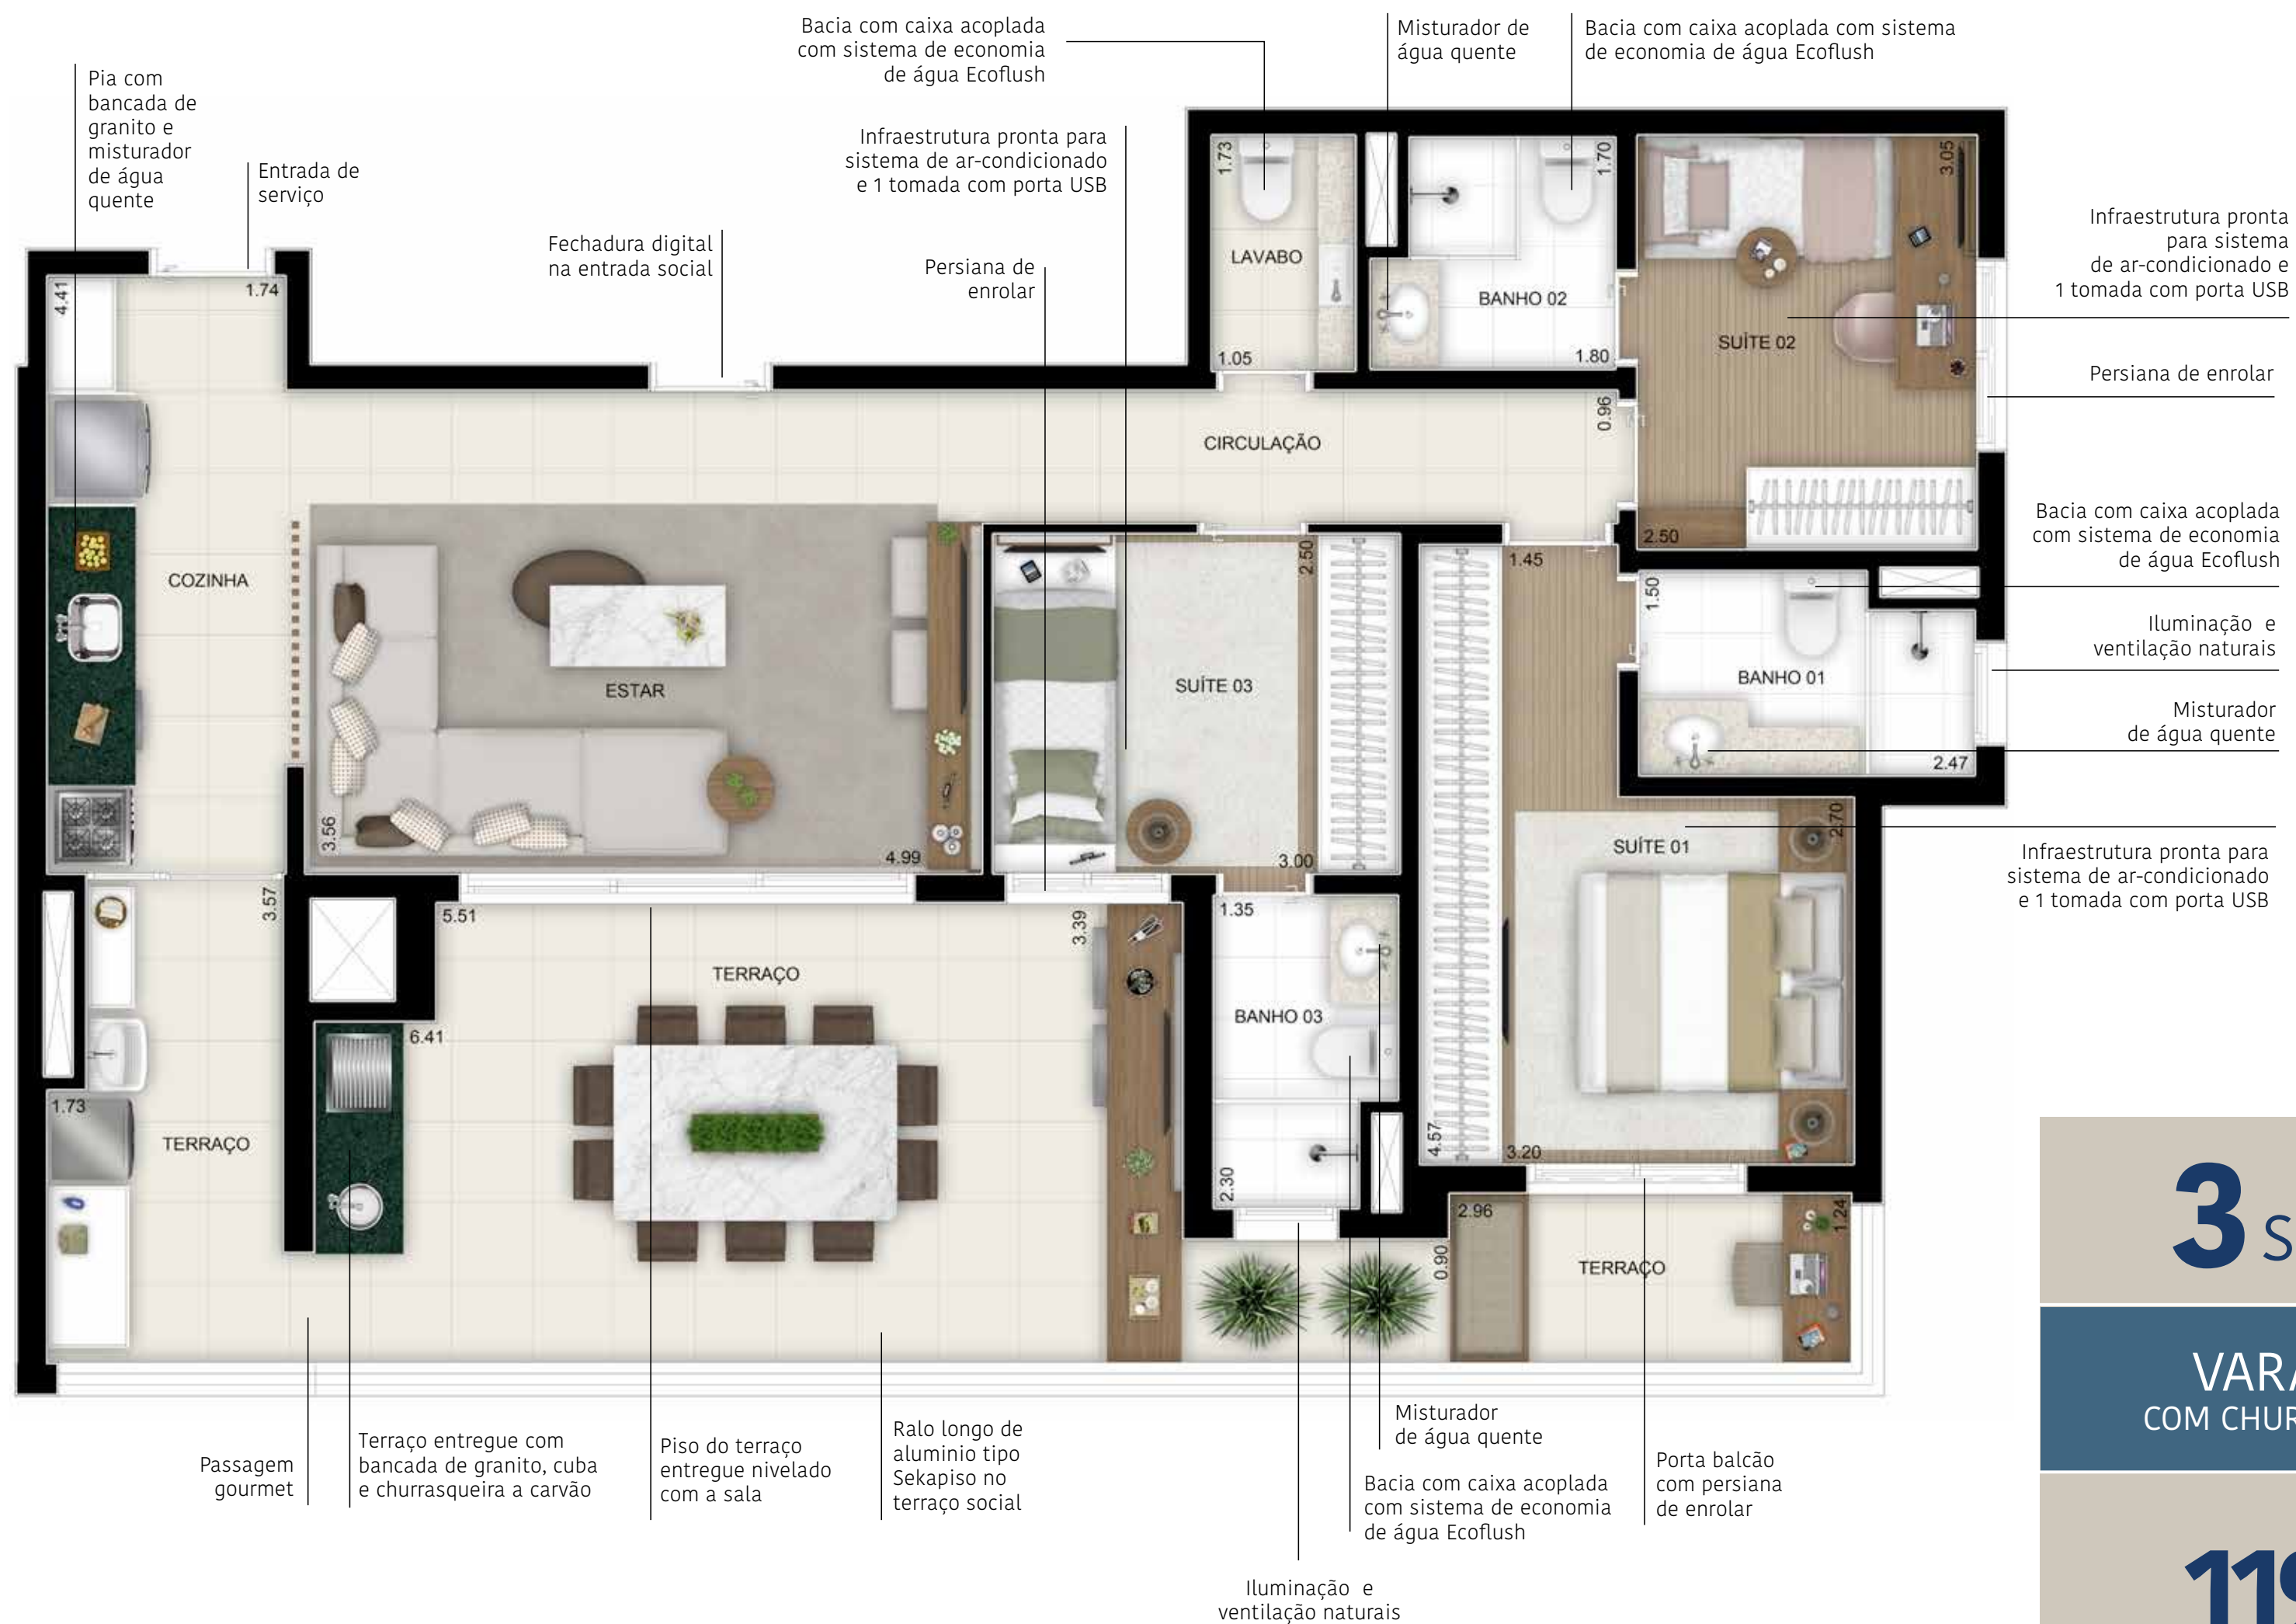 Bacia com caixa acoplada
com sistema de economia
de água Ecoflush
Misturador de
água quente
Bacia com caixa acoplada com sistema
de economia de água Ecoflush
Pia com
bancada de
granito e
misturador
de água
quente
Entrada de
serviço
Fechadura digital
na entrada social
Infraestrutura pronta para
sistema de ar-condicionado
e 1 tomada com porta USB
Persiana de
enrolar
Infraestrutura pronta
para sistema
de ar-condicionado e
1 tomada com porta USB
Persiana de enrolar
Bacia com caixa acoplada
com sistema de economia
de água Ecoflush
Iluminação e
ventilação naturais
Misturador
de água quente
Infraestrutura pronta para
sistema de ar-condicionado
e 1 tomada com porta USB
4.41
1.74
COZINHA
1.73
LAVABO
1.05
1.70
BANHO 02
1.80
3.05
SUÍTE 02
2.50
CIRCULAÇÃO
0.96
ESTAR
3.56
4.99
2.50
SUÍTE 03
3.00
1.45
1.50
BANHO 01
2.47
SUÍTE 01
2.70
4.57
3.20
3.57
1.73
TERRAÇO
5.51
3.39
TERRAÇO
6.41
1.35
BANHO 03
2.30
2.96
0.90
TERRAÇO
1.24
Passagem
gourmet
Terraço entregue com
bancada de granito, cuba
e churrasqueira a carvão
Piso do terraço
entregue nivelado
com a sala
Ralo longo de
aluminio tipo
Sekapiso no
terraço social
Misturador
de água quente
Bacia com caixa acoplada
com sistema de economia
de água Ecoflush
Porta balcão
com persiana
de enrolar
Iluminação e
ventilação naturais
3 S
VARA
COM CHUR
11